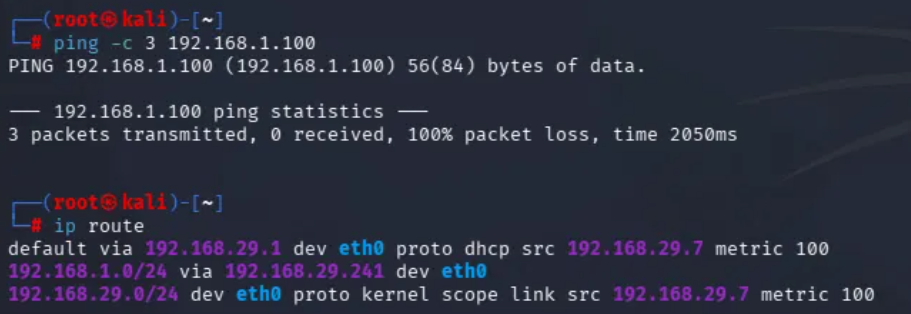 ┌──(root㉿kali)-[~]
└─# ping -c 3 192.168.1.100
PING 192.168.1.100 (192.168.1.100) 56(84) bytes of data.
─── 192.168.1.100 ping statistics ───
3 packets transmitted, 0 received, 100% packet loss, time 2050ms
┌──(root㉿kali)-[~]
└─# ip route
default via 192.168.29.1 dev eth0 proto dhcp src 192.168.29.7 metric 100
192.168.1.0/24 via 192.168.29.241 dev eth0
192.168.29.0/24 dev eth0 proto kernel scope link src 192.168.29.7 metric 100